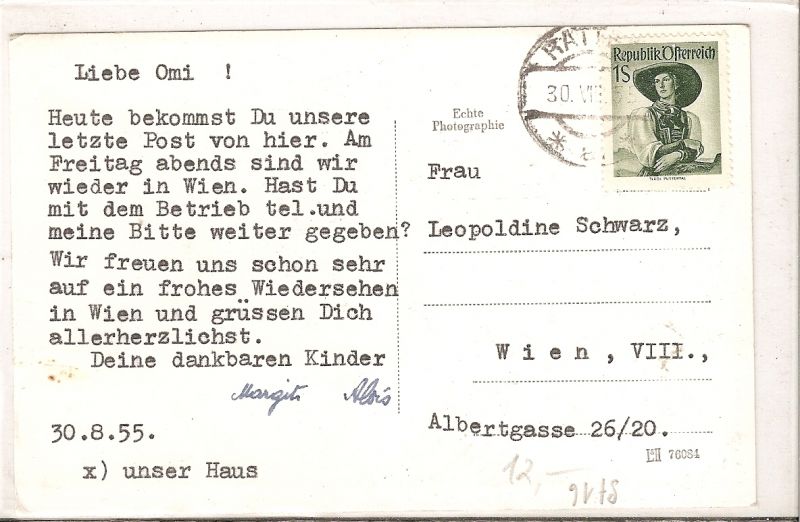 Liebe Omi !
Heute bekommst Du unsere
letzte Post von hier. Am
Freitag abends sind wir
wieder in Wien. Hast Du
mit dem Betrieb tel.und
meine Bitte weiter gegeben?
Wir freuen uns schon sehr
auf ein frohes Wiedersehen
in Wien und grüssen Dich
allerherzlichst.
Deine dankbaren Kinder
Margit Alois
30.8.55.
x) unser Haus
Echte
Photographie
30. VIII
Republik Österreich
1S
Frau
Leopoldine Schwarz,
Wien, VIII.,
Albertgasse 26/20.
76084
12,–